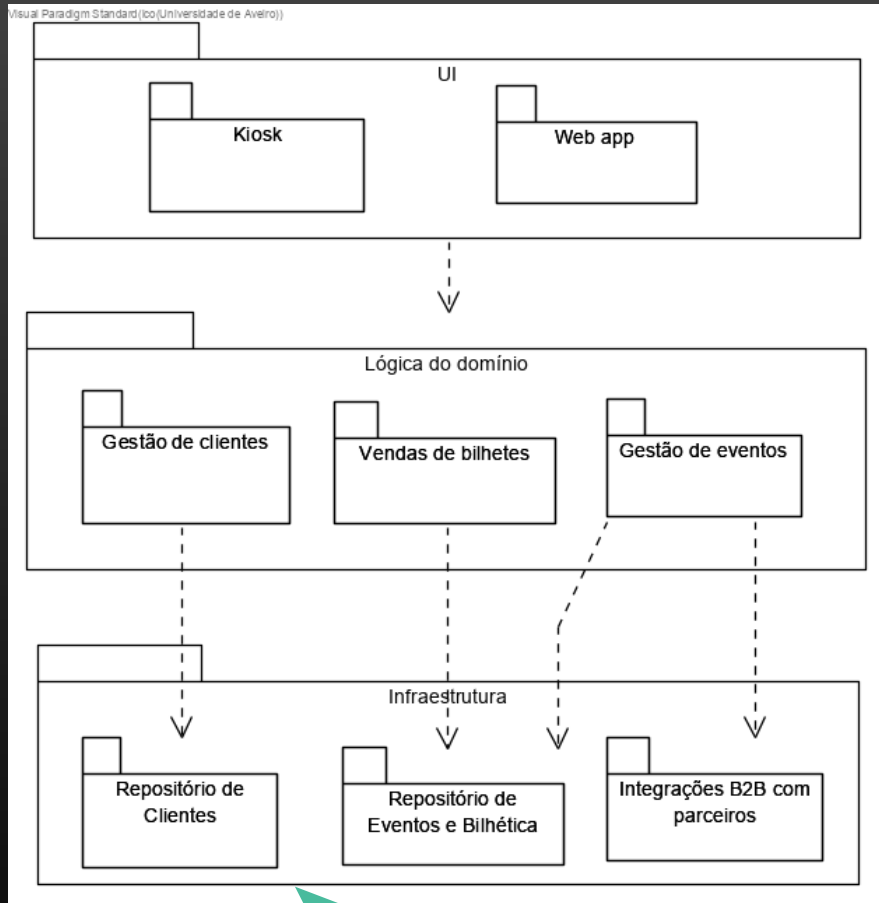 Visual Paradigm Standard(ico(Universidade de Aveiro))
UI
Kiosk
Web app
Lógica do domínio
Gestão de clientes
Vendas de bilhetes
Gestão de eventos
Infraestrutura
Repositório de
Clientes
Repositório de
Eventos e Bilhética
Integrações B2B com
parceiros